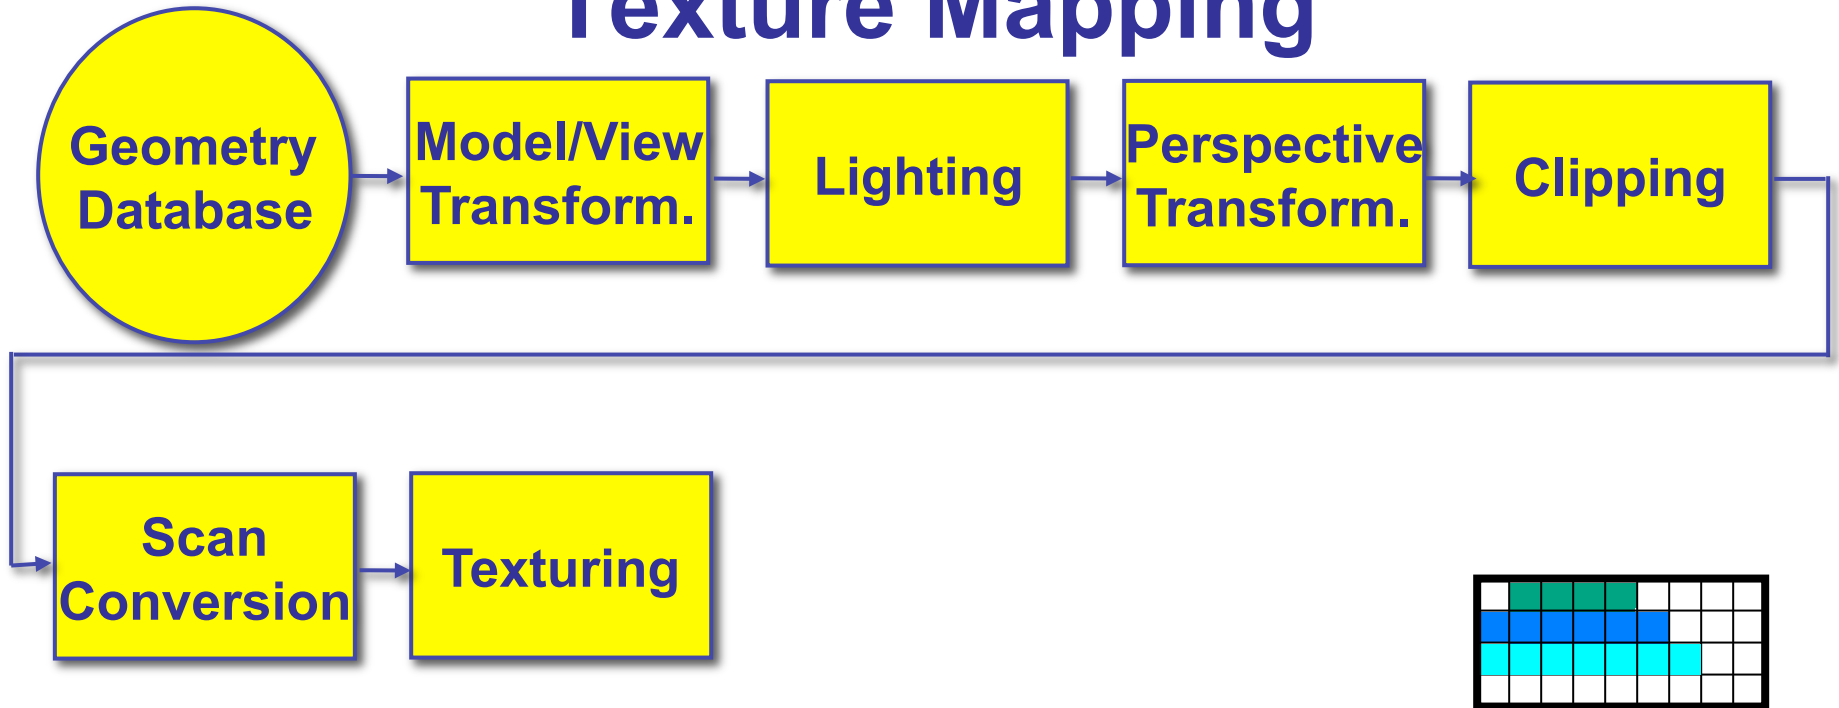 Texture Mapping
Geometry
Database
Model/View
Transform.
Lighting
Perspective
Transform.
Clipping
Scan
Conversion
Texturing